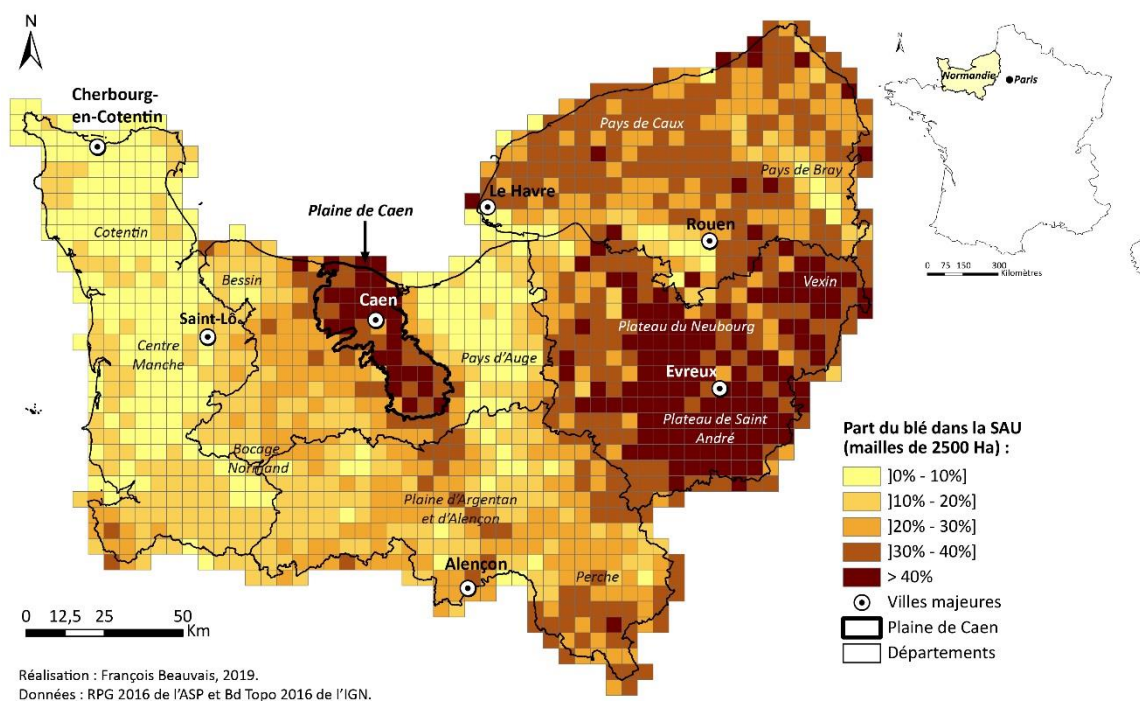 N
Cherbourg-
en-Cotentin
Cotentin
Plaine de Caen
Bessin
Caen
Saint-Lô
Centre
Manche
Pays d'Auge
Bocage
Normand
Plaine d'Argentan
et d'Alençon
Alençon
Perche
Pays de Caux
Pays de Bray
Le Havre
Rouen
Vexin
Plateau du Neubourg
Evreux
Plateau de Saint
André
N
Normandie
Paris
0 75 150 300
Kilomètres
Part du blé dans la SAU
(mailles de 2500 Ha) :
]0% - 10%]
]10% - 20%]
]20% - 30%]
]30% - 40%]
> 40%
Villes majeures
Plaine de Caen
Départements
0 12,5 25 50
Km
Réalisation : François Beauvais, 2019.
Données : RPG 2016 de l'ASP et Bd Topo 2016 de l'IGN.